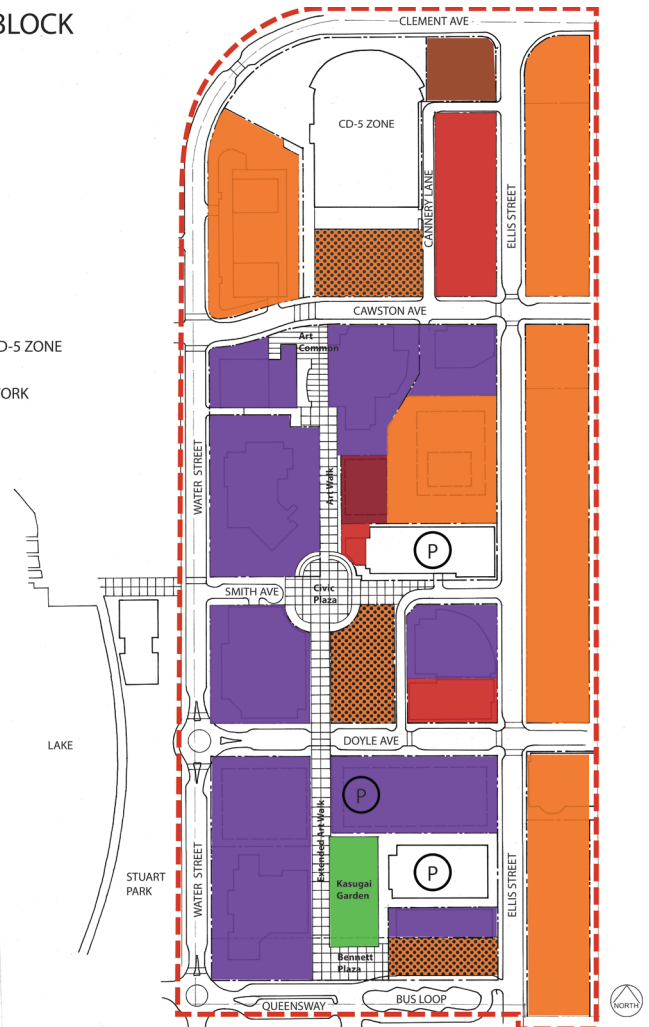 BLOCK
CLEMENT AVE
CD-5 ZONE
CANNERY LANE
ELLIS STREET
CAWSTON AVE
Art
Common
D-5 ZONE
ORK
WATER STREET
Art Walk
P
SMITH AVE
Civic
Plaza
LAKE
DOYLE AVE
P
Extended Art Walk
P
STUART
PARK
WATER STREET
Kasugai
Garden
ELLIS STREET
Bennett
Plaza
QUEENSWAY
BUS LOOP
NORTH